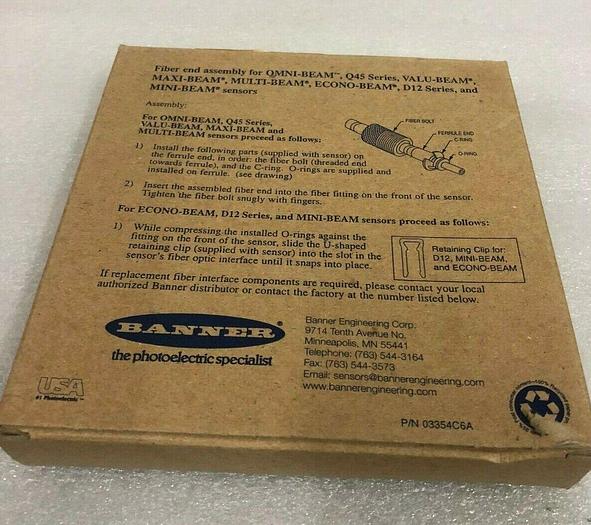 Fiber end assembly for OMNI-BEAM™, Q45 Series, VALU-BEAM®,
MAXI-BEAM®, MULTI-BEAM®, ECONO-BEAM®, D12 Series, and
MINI-BEAM® sensors
Assembly:
For OMNI-BEAM, Q45 Series,
VALU-BEAM, MAXI-BEAM and
MULTI-BEAM sensors proceed as follows:
1) Install the following parts (supplied with sensor) on
the ferrule end, in order: the fiber bolt (threaded end
towards ferrule), and the C-ring. O-rings are supplied and
installed on ferrule. (see drawing)
FIBER BOLT
FERRULE END
C-RING
O-RING
2) Insert the assembled fiber end into the fiber fitting on the front of the sensor.
Tighten the fiber bolt snugly with fingers.
For ECONO-BEAM, D12 Series, and MINI-BEAM sensors proceed as follows:
1) While compressing the installed O-rings against the
fitting on the front of the sensor, slide the U-shaped
retaining clip (supplied with sensor) into the slot in the
sensor's fiber optic interface until it snaps into place.
Retaining Clip for:
D12, MINI-BEAM,
and ECONO-BEAM
If replacement fiber interface components are required, please contact your local
authorized Banner distributor or contact the factory at the number listed below.
BANNER®
the photoelectric specialist
Banner Engineering Corp.
9714 Tenth Avenue No.
Minneapolis, MN 55441
Telephone: (763) 544-3164
Fax: (763) 544-3573
Email: sensors@bannerengineering.com
www.bannerengineering.com
USA
#1 Photoelectric™
P/N 03354C6A